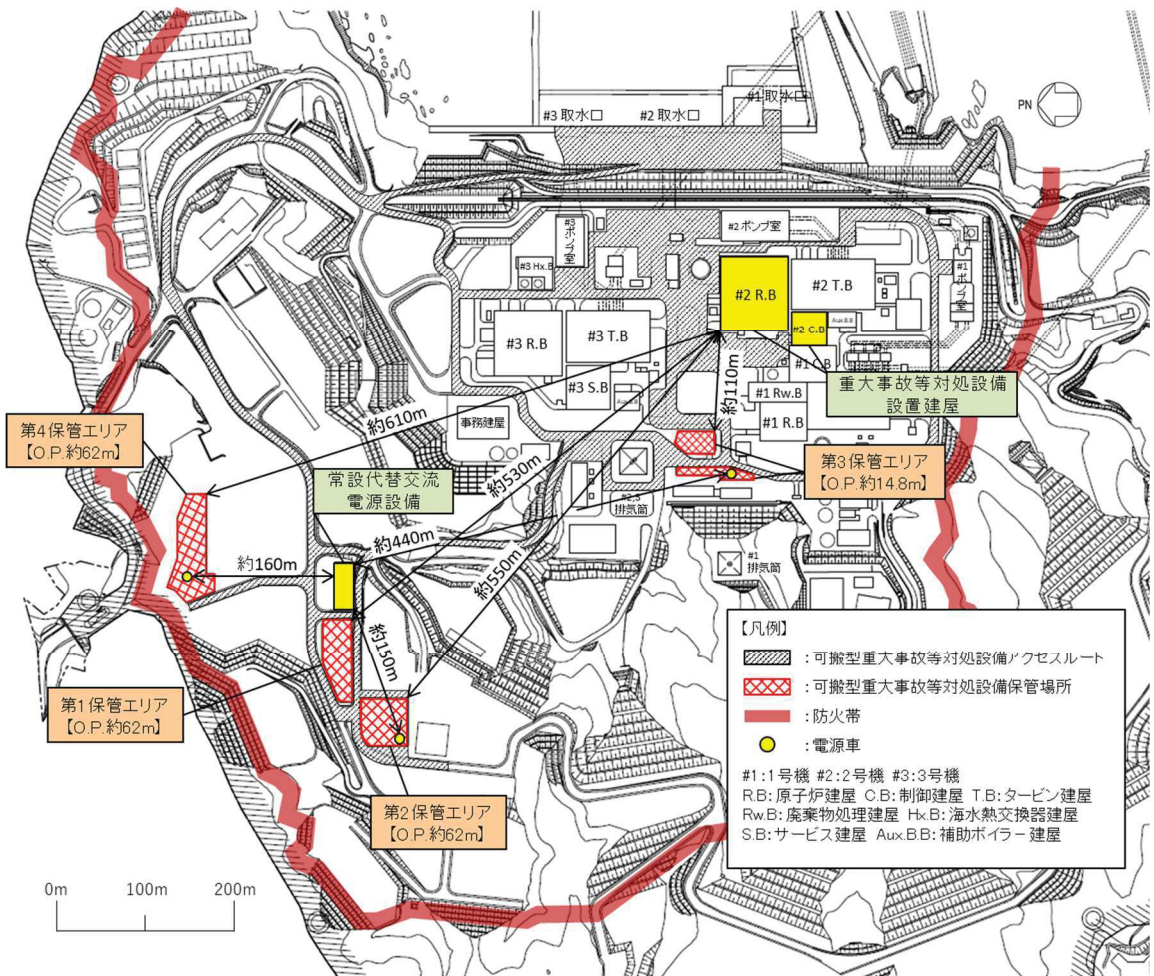 #1 取水口
#3 取水口
#2 取水口
PN
#3
ポンプ室
#2 ポンプ室
#3 Hx.B
#1
ポンプ室
#2 R.B
#2 T.B
#3 R.B
#3 T.B
#2 C.B
Aux.B.B
#1 C.B
重大事故等対処設備
設置建屋
#3 S.B
Aux.B.B
#1 Rw.B
#1 R.B
約110m
約610m
事務建屋
第4保管エリア
【O.P.約62m】
常設代替交流
電源設備
約530m
第3保管エリア
【O.P.約14.8m】
#2,3
排気筒
約440m
約160m
約550m
#1
排気筒
約150m
第1保管エリア
【O.P.約62m】
第2保管エリア
【O.P.約62m】
【凡例】
:可搬型重大事故等対処設備アクセスルート
:可搬型重大事故等対処設備保管場所
:防火帯
:電源車
#1:1号機 #2:2号機 #3:3号機
R.B:原子炉建屋 C.B:制御建屋 T.B:タービン建屋
Rw.B:廃棄物処理建屋 Hx.B:海水熱交換器建屋
S.B:サービス建屋 Aux.B.B:補助ボイラー建屋
0m 100m 200m